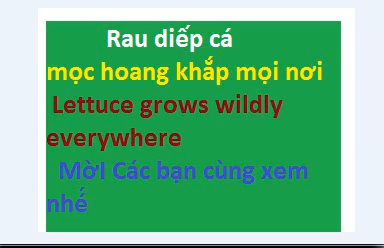 Rau diếp cá
mọc hoang khắp mọi nơi
Lettuce grows wildly
everywhere
MờI Các bạn cùng xem
nhé